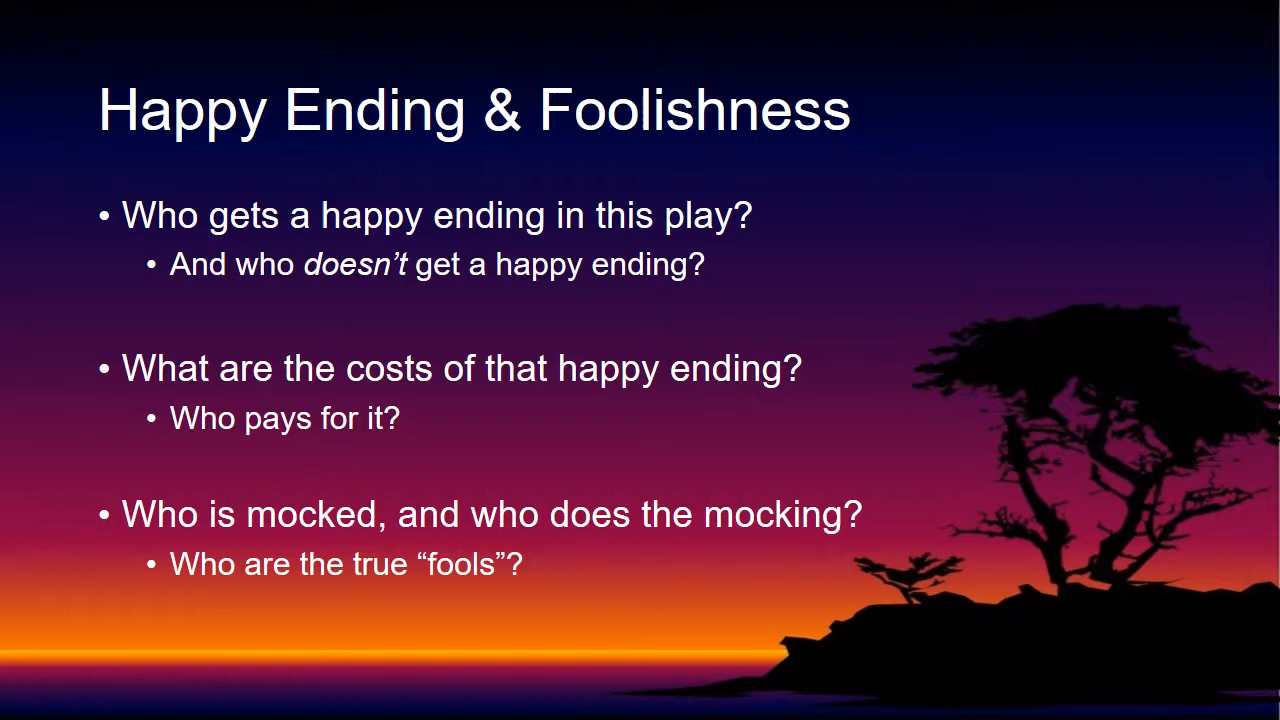 Happy Ending & Foolishness
• Who gets a happy ending in this play?
• And who doesn’t get a happy ending?
• What are the costs of that happy ending?
• Who pays for it?
• Who is mocked, and who does the mocking?
• Who are the true “fools”?